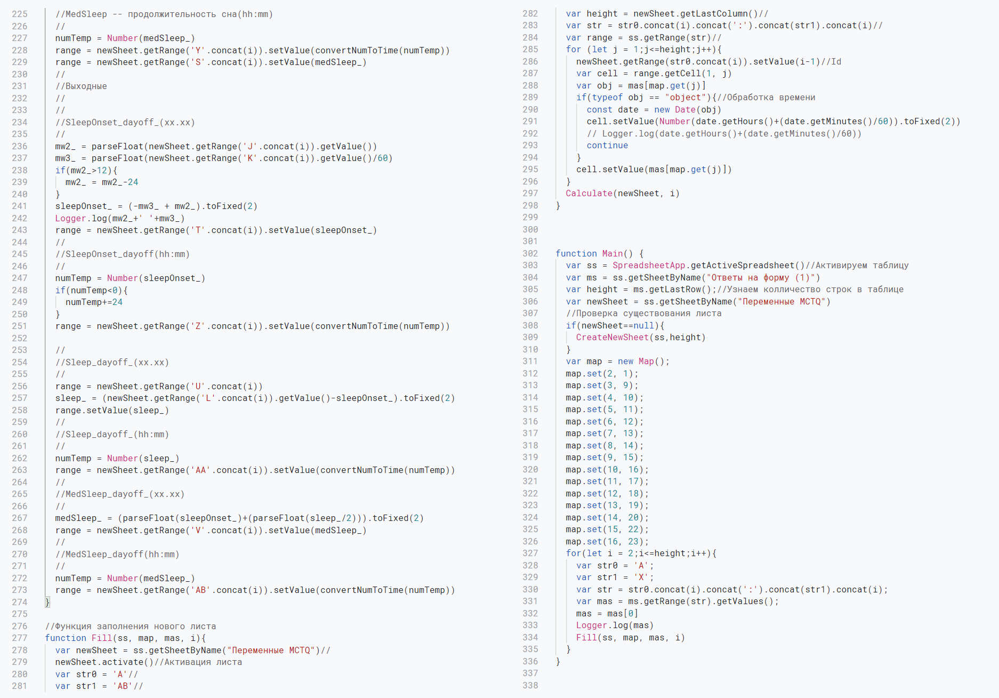 225 //MedSleep -- продолжительность сна(hh:mm)
226 //
227 numTemp = Number(medSleep_)
228 range = newSheet.getRange('Y'.concat(i)).setValue(convertNumToTime(numTemp))
229 range = newSheet.getRange('S'.concat(i)).setValue(medSleep_)
230 //
231 //Выходные
232 //
233 //
234 //SleepOnset_dayoff_(xx.xx)
235 //
236 mw2_ = parseFloat(newSheet.getRange('J'.concat(i)).getValue())
237 mw3_ = parseFloat(newSheet.getRange('K'.concat(i)).getValue()/60)
238 if(mw2_>12){
239 mw2_ = mw2_-24
240 }
241 sleepOnset_ = (-mw3_ + mw2_).toFixed(2)
242 Logger.log(mw2_+' '+mw3_)
243 range = newSheet.getRange('T'.concat(i)).setValue(sleepOnset_)
244 //
245 //SleepOnset_dayoff(hh:mm)
246 //
247 numTemp = Number(sleepOnset_)
248 if(numTemp<0){
249 numTemp+=24
250 }
251 range = newSheet.getRange('Z'.concat(i)).setValue(convertNumToTime(numTemp))
252
253 //
254 //Sleep_dayoff_(xx.xx)
255 //
256 range = newSheet.getRange('U'.concat(i))
257 sleep_ = (newSheet.getRange('L'.concat(i)).getValue()-sleepOnset_).toFixed(2)
258 range.setValue(sleep_)
259 //
260 //Sleep_dayoff_(hh:mm)
261 //
262 numTemp = Number(sleep_)
263 range = newSheet.getRange('AA'.concat(i)).setValue(convertNumToTime(numTemp))
264 //
265 //MedSleep_dayoff_(xx.xx)
266 //
267 medSleep_ = (parseFloat(sleepOnset_)+(parseFloat(sleep_/2))).toFixed(2)
268 range = newSheet.getRange('V'.concat(i)).setValue(medSleep_)
269 //
270 //MedSleep_dayoff(hh:mm)
271 //
272 numTemp = Number(medSleep_)
273 range = newSheet.getRange('AB'.concat(i)).setValue(convertNumToTime(numTemp))
274 }
275
276 //Функция заполнения нового листа
277 function Fill(ss, map, mas, i){
278 var newSheet = ss.getSheetByName("Переменные MCTQ")//
279 newSheet.activate()//Активация листа
280 var str0 = 'A'//
281 var str1 = 'AB'//
282 var height = newSheet.getLastColumn()//
283 var str = str0.concat(i).concat(':').concat(str1).concat(i)//
284 var range = ss.getRange(str)//
285 for (let j = 1;j<=height;j++){
286 newSheet.getRange(str0.concat(i)).setValue(i-1)//Id
287 var cell = range.getCell(1, j)
288 var obj = mas[map.get(j)]
289 if(typeof obj == "object"){//Обработка времени
290 const date = new Date(obj)
291 cell.setValue(Number(date.getHours()+(date.getMinutes()/60)).toFixed(2))
292 // Logger.log(date.getHours()+(date.getMinutes()/60))
293 continue
294 }
295 cell.setValue(mas[map.get(j)])
296 }
297 Calculate(newSheet, i)
298 }
299
300
301
302 function Main() {
303 var ss = SpreadsheetApp.getActiveSpreadsheet()//Активируем таблицу
304 var ms = ss.getSheetByName("Ответы на форму (1)")
305 var height = ms.getLastRow();//Узнаем колличество строк в таблице
306 var newSheet = ss.getSheetByName("Переменные MCTQ")
307 //Проверка существования листа
308 if(newSheet==null){
309 CreateNewSheet(ss,height)
310 }
311 var map = new Map();
312 map.set(2, 1);
313 map.set(3, 9);
314 map.set(4, 10);
315 map.set(5, 11);
316 map.set(6, 12);
317 map.set(7, 13);
318 map.set(8, 14);
319 map.set(9, 15);
320 map.set(10, 16);
321 map.set(11, 17);
322 map.set(12, 18);
323 map.set(13, 19);
324 map.set(14, 20);
325 map.set(15, 22);
326 map.set(16, 23);
327 for(let i = 2;i<=height;i++){
328 var str0 = 'A';
329 var str1 = 'X';
330 var str = str0.concat(i).concat(':').concat(str1).concat(i);
331 var mas = ms.getRange(str).getValues();
332 mas = mas[0]
333 Logger.log(mas)
334 Fill(ss, map, mas, i)
335 }
336 }
337
338